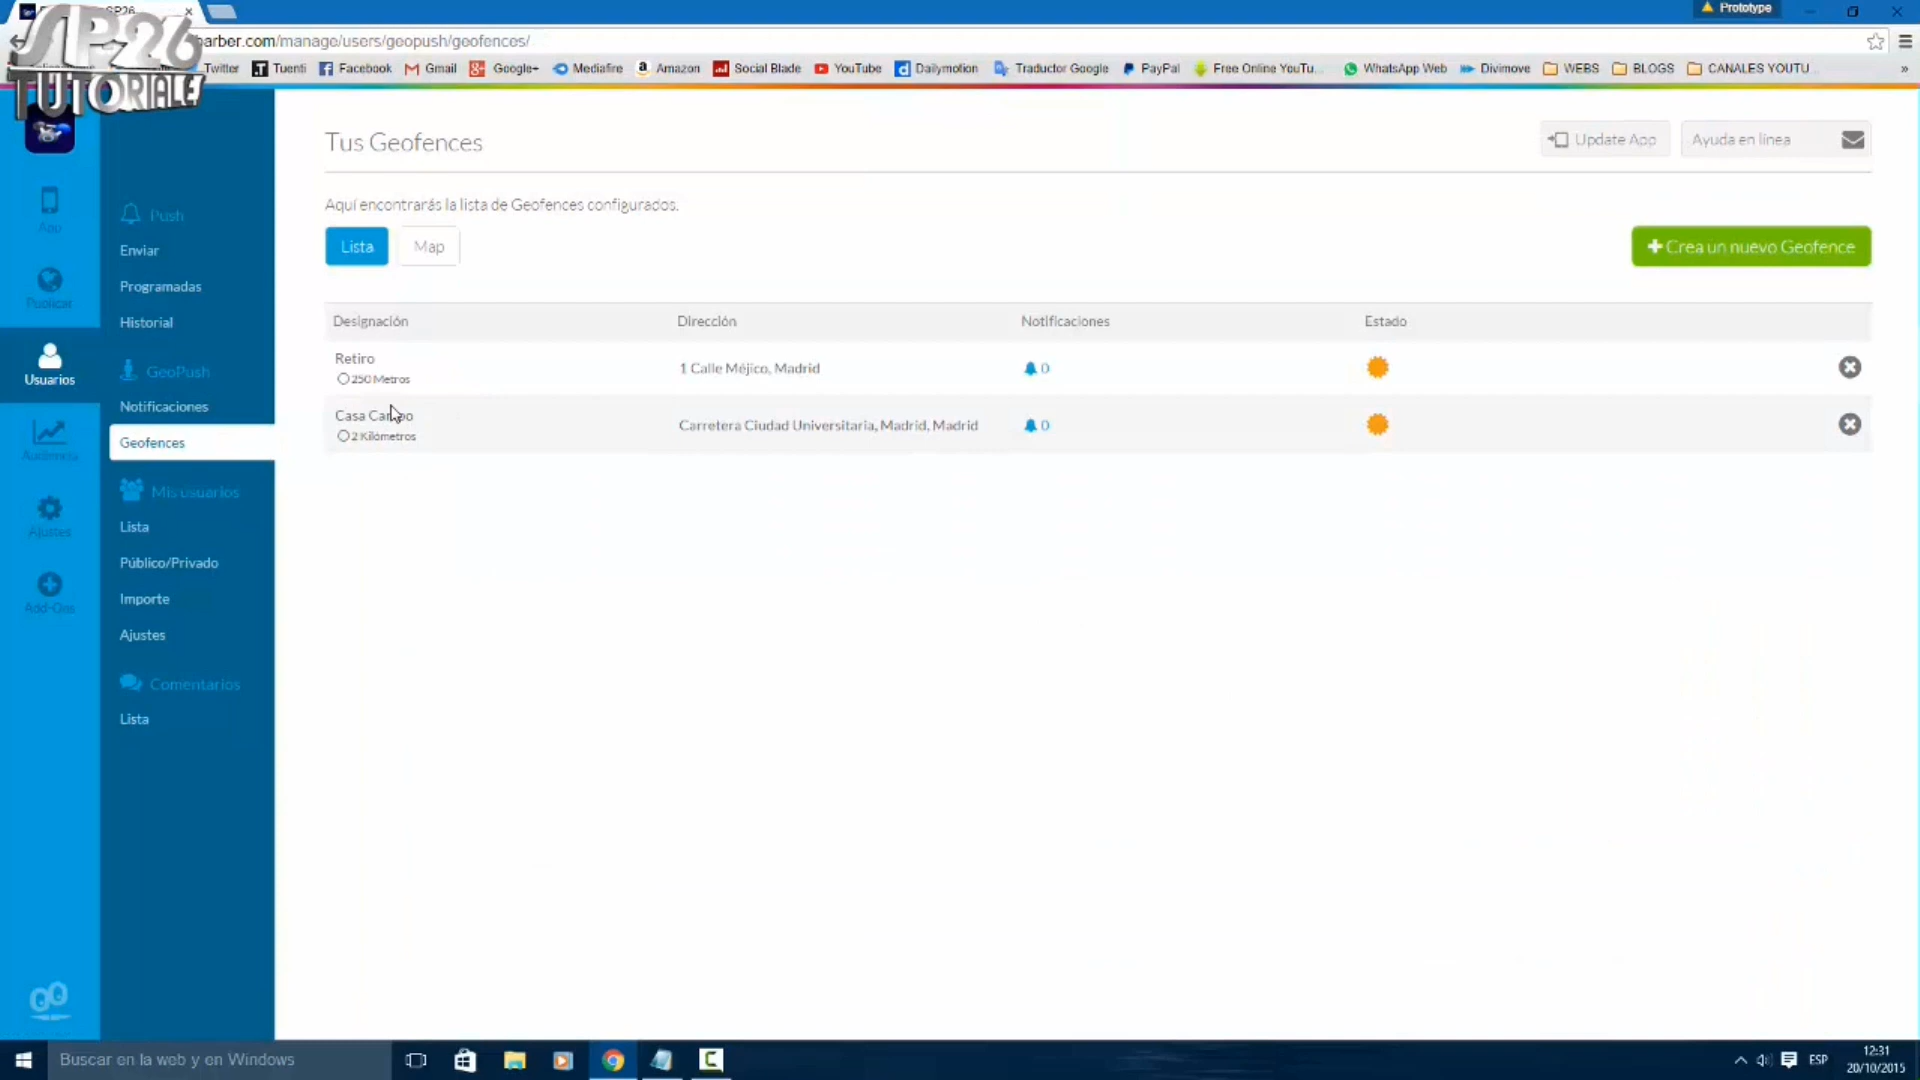 SP26
Prototype
SP-26
TUTORIALE
barber.com/manage/users/geopush/geofences/
Twitter Tuenti Facebook Gmail Google+ Mediafire Amazon Social Blade YouTube Dailymotion Traductor Google PayPal Free Online YouTu... WhatsApp Web Divimove WEBS BLOGS CANALES YOUTU... »
App
Publicar
Usuarios
Audiencia
Ajustes
Add-Ons
Push
Enviar
Programadas
Historial
GeoPush
Notificaciones
Geofences
Mis usuarios
Lista
Público/Privado
Importe
Ajustes
Comentarios
Lista
Tus Geofences
Update App
Ayuda en línea
Aquí encontrarás la lista de Geofences configurados.
Lista Map
+ Crea un nuevo Geofence
Designación Dirección Notificaciones Estado
Retiro
250 Metros
1 Calle Méjico, Madrid 0
Casa Campo
2 Kilómetros
Carretera Ciudad Universitaria, Madrid, Madrid 0
Buscar en la web y en Windows
ESP
12:31
20/10/2015